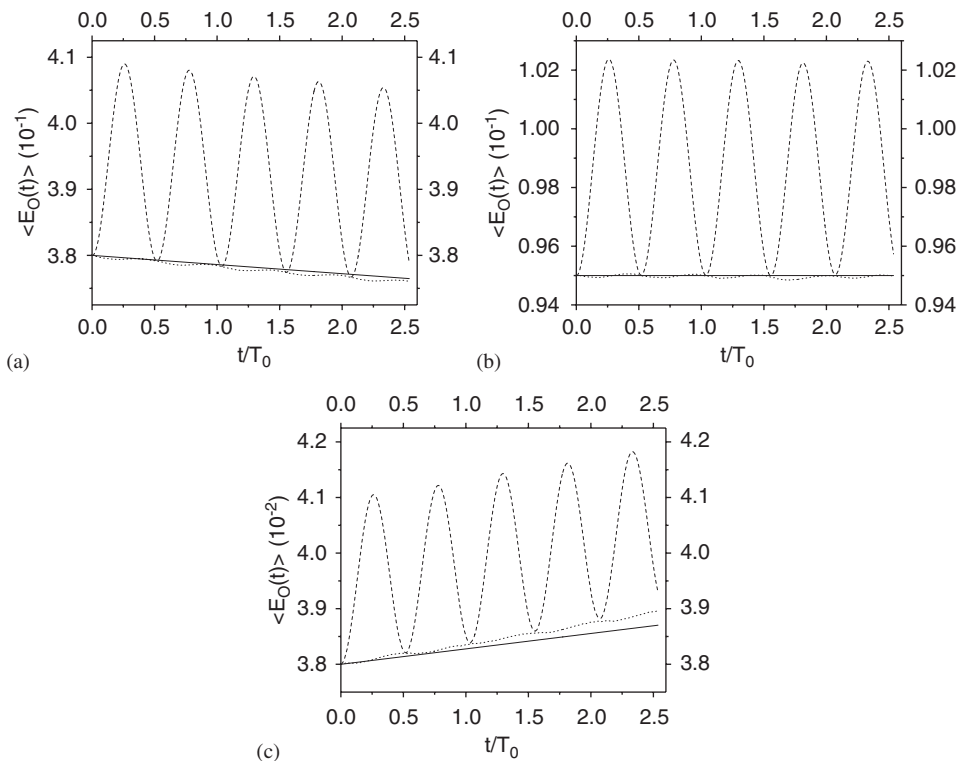 0.0 0.5 1.0 1.5 2.0 2.5
4.1 4.1
4.0 4.0
3.9 3.9
3.8 3.8
<E_O(t)> (10^-1)
0.0 0.5 1.0 1.5 2.0 2.5
t/T_0
(a)
0.0 0.5 1.0 1.5 2.0 2.5
1.02 1.02
1.00 1.00
0.98 0.98
0.96 0.96
0.94 0.94
<E_O(t)> (10^-1)
0.0 0.5 1.0 1.5 2.0 2.5
t/T_0
(b)
0.0 0.5 1.0 1.5 2.0 2.5
4.2 4.2
4.1 4.1
4.0 4.0
3.9 3.9
3.8 3.8
<E_O(t)> (10^-2)
0.0 0.5 1.0 1.5 2.0 2.5
t/T_0
(c)